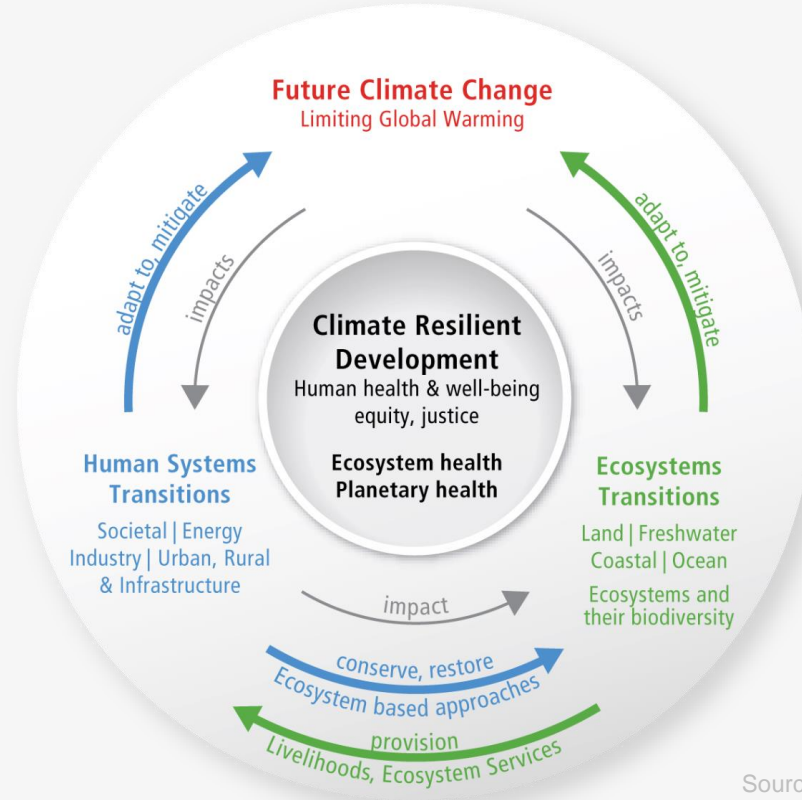 Future Climate Change
Limiting Global Warming
adapt to, mitigate
impacts
impacts
adapt to, mitigate
Climate Resilient
Development
Human health & well-being
equity, justice
Ecosystem health
Planetary health
Human Systems
Transitions
Societal | Energy
Industry | Urban, Rural
& Infrastructure
Ecosystems
Transitions
Land | Freshwater
Coastal | Ocean
Ecosystems and
their biodiversity
impact
conserve, restore
Ecosystem based approaches
provision
Livelihoods, Ecosystem Services